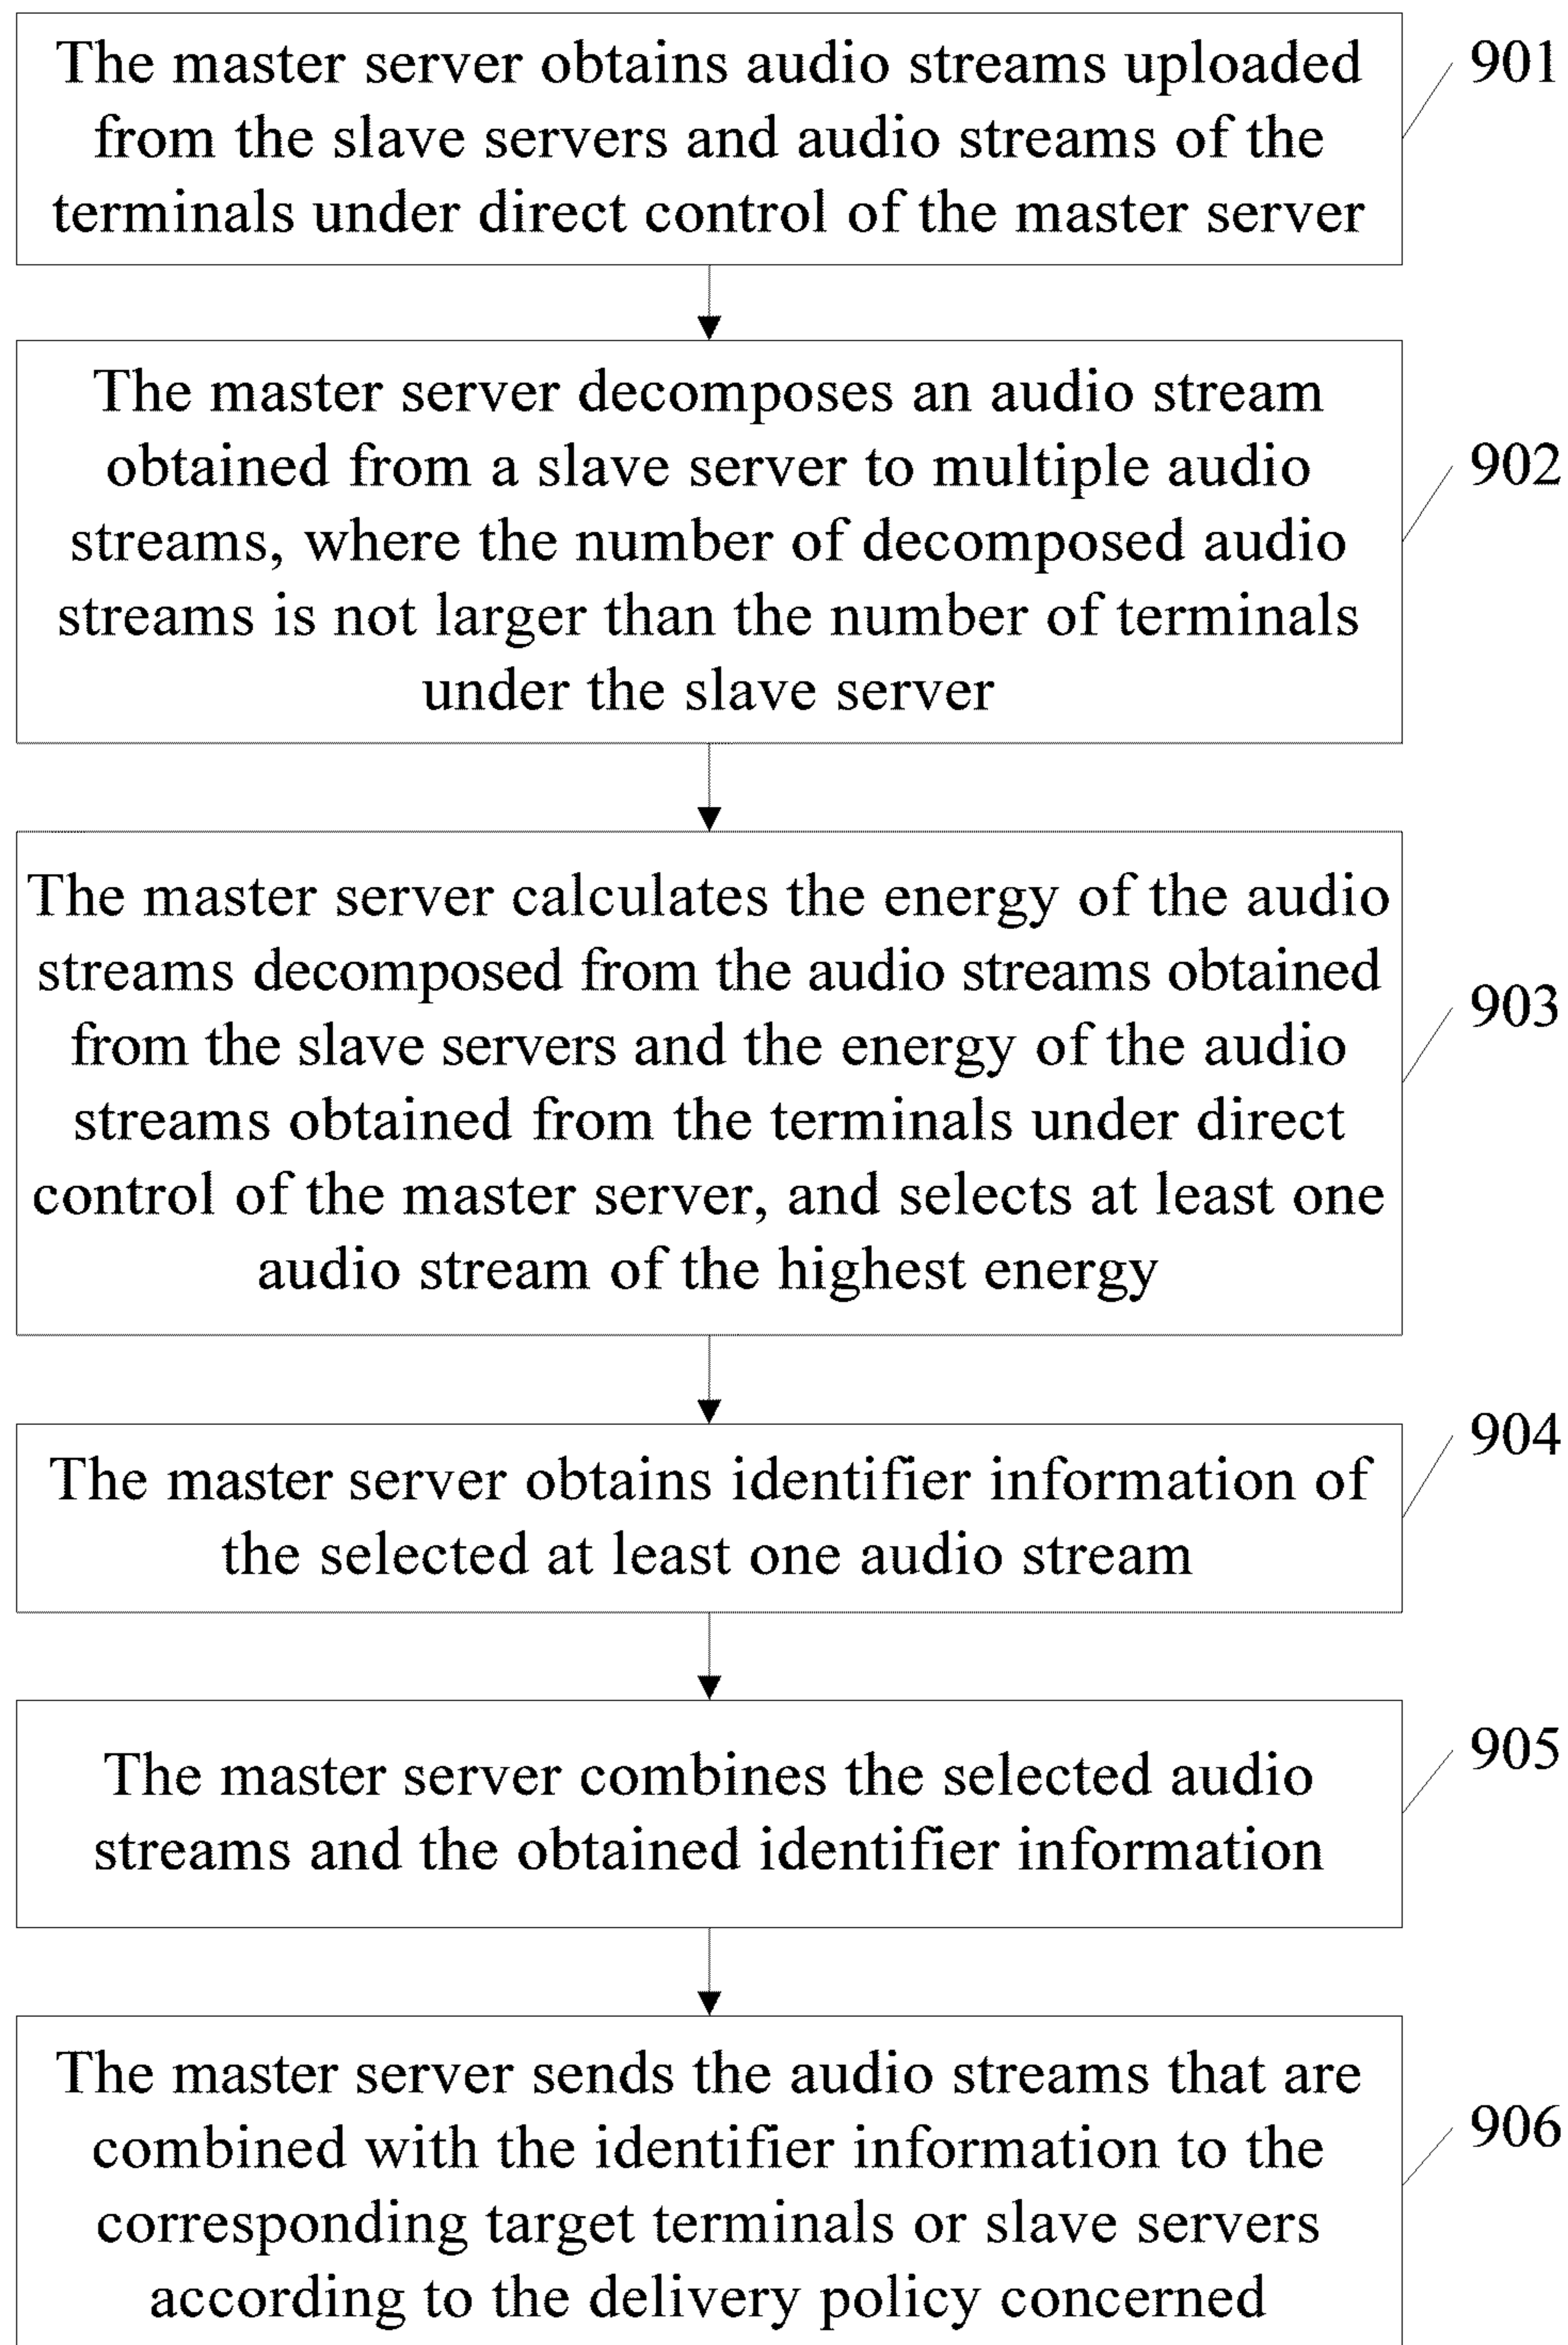 The master server obtains audio streams uploaded
from the slave servers and audio streams of the
terminals under direct control of the master server
901
The master server decomposes an audio stream
obtained from a slave server to multiple audio
streams, where the number of decomposed audio
streams is not larger than the number of terminals
under the slave server
902
The master server calculates the energy of the audio
streams decomposed from the audio streams obtained
from the slave servers and the energy of the audio
streams obtained from the terminals under direct
control of the master server, and selects at least one
audio stream of the highest energy
903
The master server obtains identifier information of
the selected at least one audio stream
904
The master server combines the selected audio
streams and the obtained identifier information
905
The master server sends the audio streams that are
combined with the identifier information to the
corresponding target terminals or slave servers
according to the delivery policy concerned
906